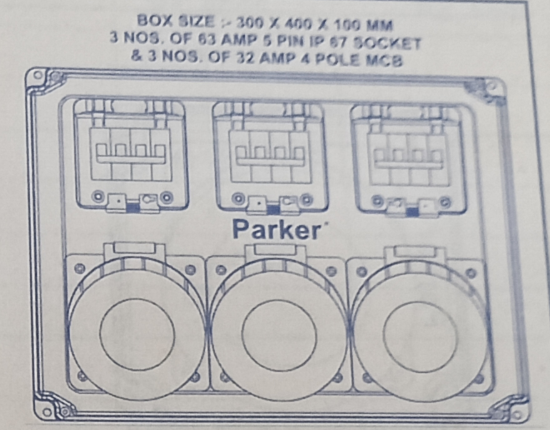 BOX SIZE :- 300 X 400 X 100 MM
3 NOS. OF 63 AMP 5 PIN IP 67 SOCKET
& 3 NOS. OF 32 AMP 4 POLE MCB
Parker